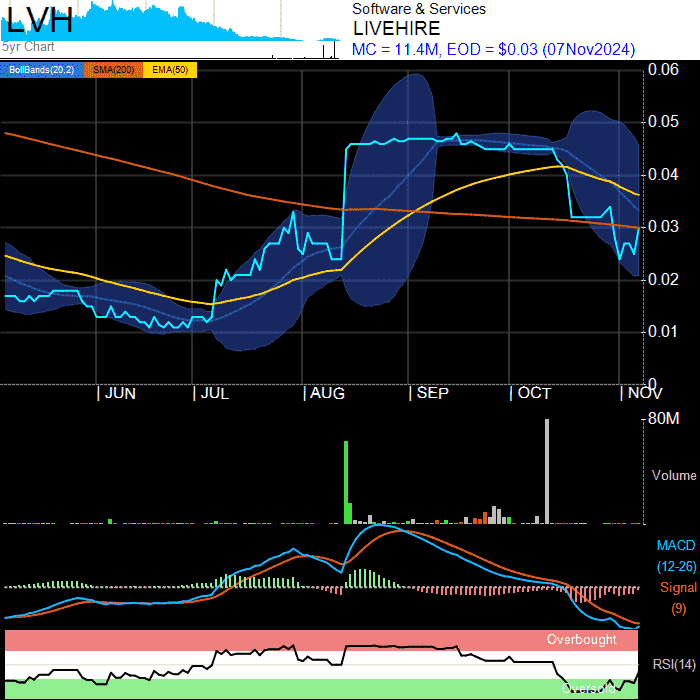 LVH
5yr Chart
Software & Services
LIVEHIRE
MC = 11.4M, EOD = $0.03 (07Nov2024)
BollBands(20,2) SMA(200) EMA(50)
0.06
0.05
0.04
0.03
0.02
0.01
0
JUN JUL AUG SEP OCT NOV
80M
Volume
MACD
(12-26)
Signal
(9)
Overbought
RSI(14)
Oversold